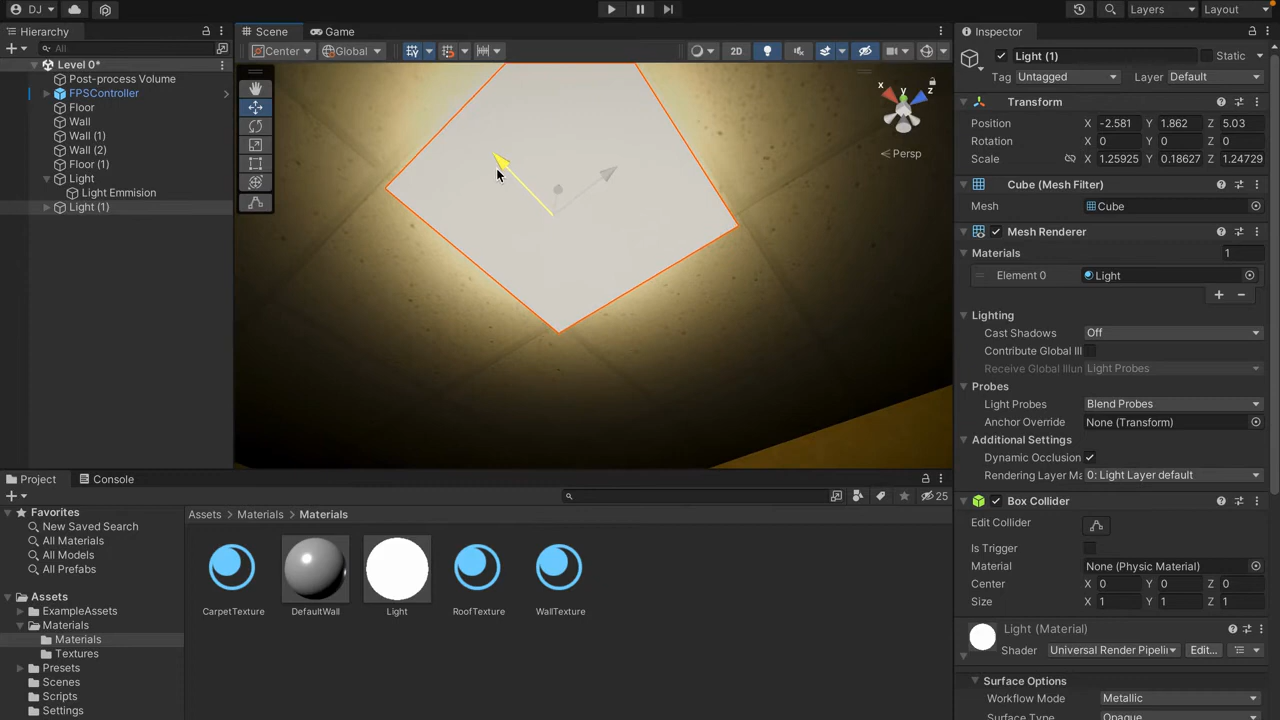 DJ
Layers
Layout
Hierarchy
Scene
Game
Inspector
All
Center
Global
2D
Light (1)
Static
Tag
Untagged
Layer
Default
Level 0*
Post-process Volume
FPSController
Floor
Wall
Wall (1)
Wall (2)
Floor (1)
Light
Light Emmision
Light (1)
x
y
z
Persp
Transform
Position
X
-2.581
Y
1.862
Z
5.03
Rotation
X
0
Y
0
Z
0
Scale
X
1.25925
Y
0.18627
Z
1.24729
Cube (Mesh Filter)
Mesh
Cube
Mesh Renderer
Materials
1
Element 0
Light
Lighting
Cast Shadows
Off
Contribute Global Ill
Receive Global Illun
Light Probes
Probes
Light Probes
Blend Probes
Anchor Override
None (Transform)
Additional Settings
Dynamic Occlusion
Rendering Layer Ma
0: Light Layer default
Box Collider
Edit Collider
Is Trigger
Material
None (Physic Material)
Center
X
0
Y
0
Z
0
Size
X
1
Y
1
Z
1
Light (Material)
Shader
Universal Render Pipeli
Edit...
Surface Options
Workflow Mode
Metallic
Surface Type
Opaque
Project
Console
25
Favorites
New Saved Search
All Materials
All Models
All Prefabs
Assets
ExampleAssets
Materials
Materials
Textures
Presets
Scenes
Scripts
Settings
Assets
Materials
Materials
CarpetTexture
DefaultWall
Light
RoofTexture
WallTexture